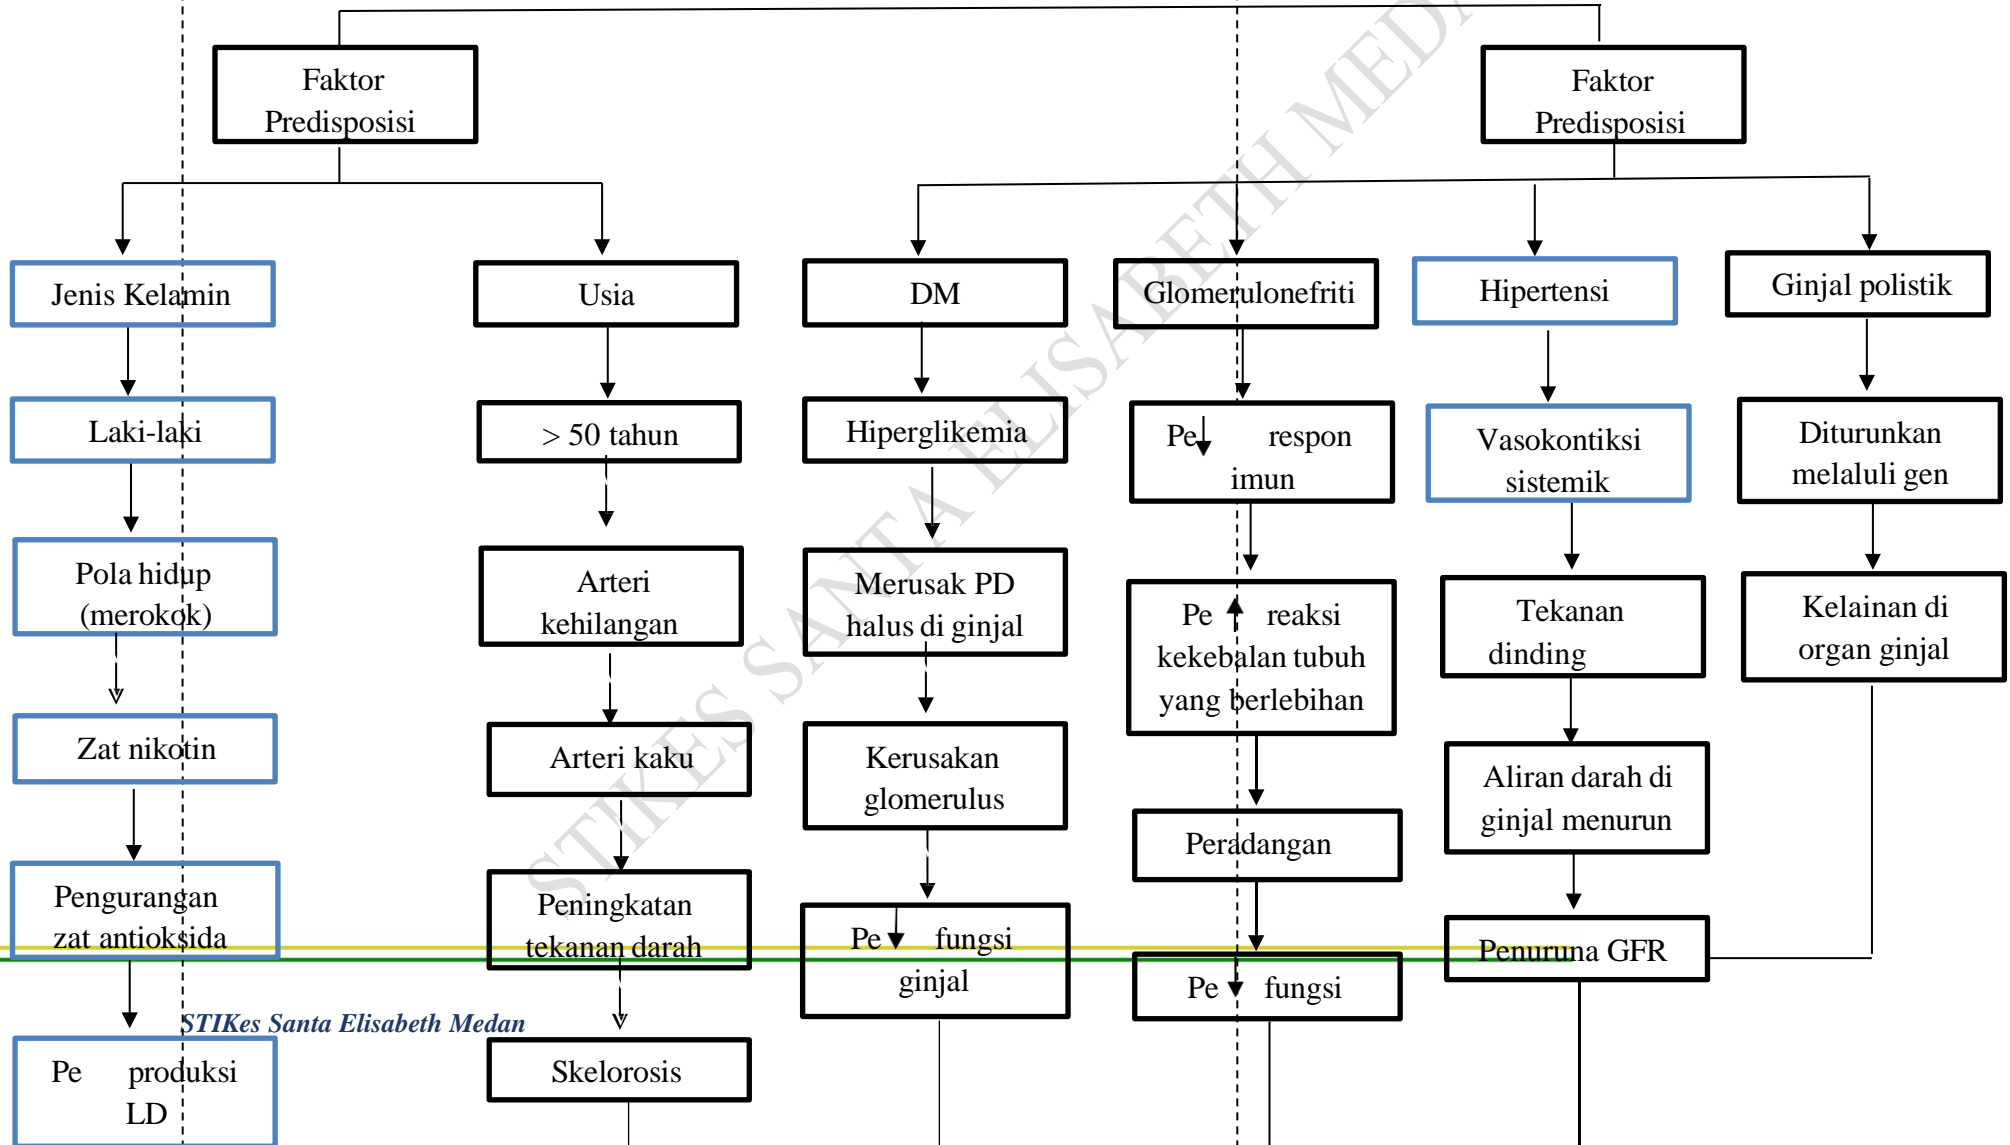 Faktor
Predisposisi
Faktor
Predisposisi
Jenis Kelamin
Usia
DM
Glomerulonefriti
Hipertensi
Ginjal polistik
Laki-laki
> 50 tahun
Hiperglikemia
Pe↓ respon
imun
Vasokontiksi
sistemik
Diturunkan
melaluli gen
Pola hidup
(merokok)
Arteri
kehilangan
Merusak PD
halus di ginjal
Pe ↑ reaksi
kekebalan tubuh
yang berlebihan
Tekanan
dinding
Kelainan di
organ ginjal
Zat nikotin
Arteri kaku
Kerusakan
glomerulus
Peradangan
Aliran darah di
ginjal menurun
Pengurangan
zat antioksida
Peningkatan
tekanan darah
Pe ↓ fungsi
ginjal
Pe ↓ fungsi
Penuruna GFR
Pe produksi
LD
Skelorosis
STIKes Santa Elisabeth Medan
STIKES SANTA ELISABETH MEDA